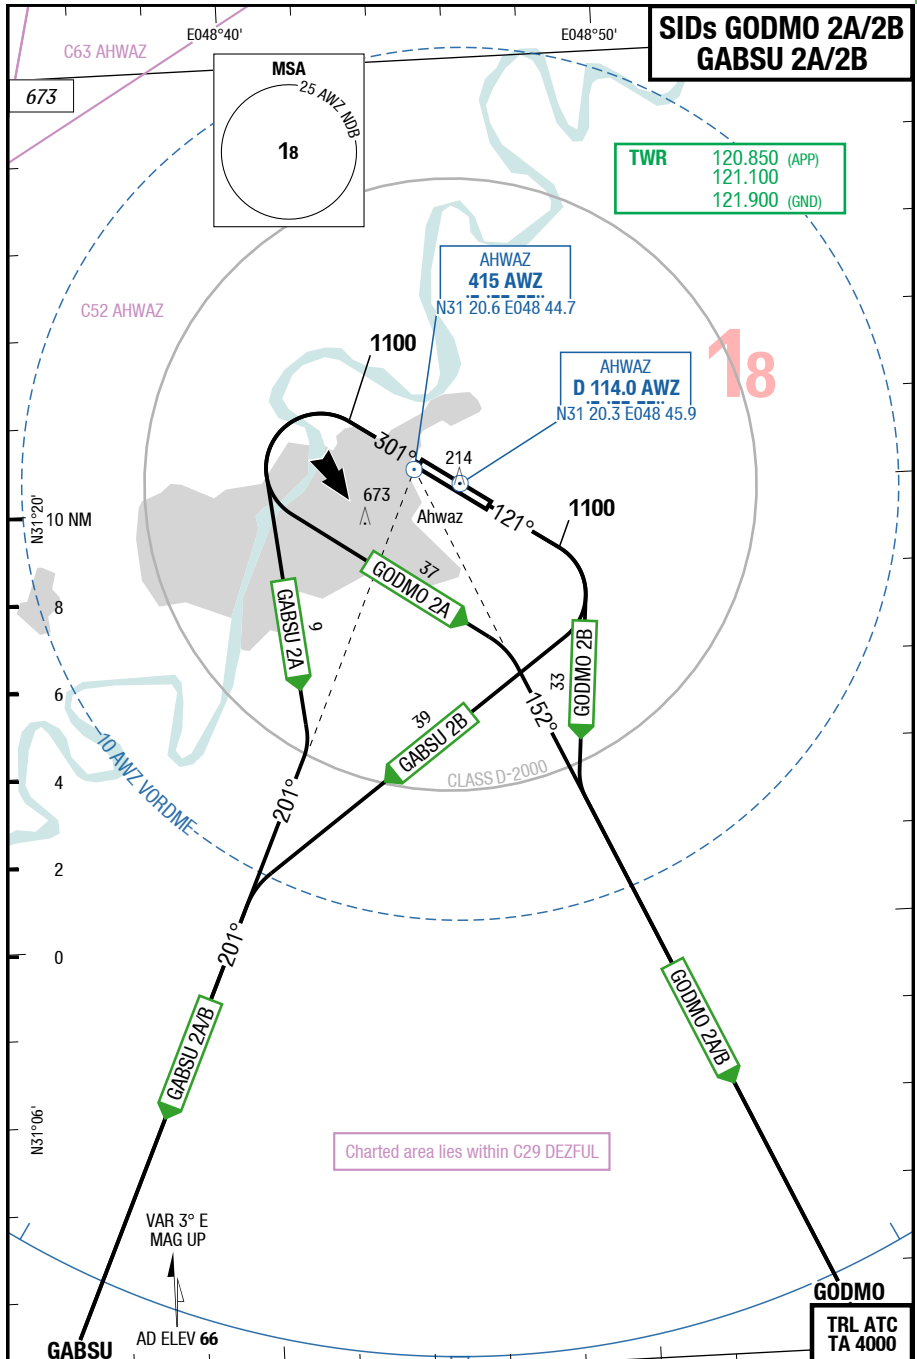 SIDs GODMO 2A/2B
GABSU 2A/2B
E048°40'
E048°50'
C63 AHWAZ
673
MSA
25 AWZ NDB
18
TWR 120.850 (APP)
121.100
121.900 (GND)
C52 AHWAZ
AHWAZ
415 AWZ
N31 20.6 E048 44.7
18
1100
AHWAZ
D 114.0 AWZ
N31 20.3 E048 45.9
301°
214
673
Ahwaz
121°
1100
N31°20'
10 NM
37
GODMO 2A
9
GABSU 2A
8
GODMO 2B
33
6
152°
39
GABSU 2B
10 AWZ VORDME
CLASS D-2000
4
201°
2
201°
0
GABSU 2A/B
GODMO 2A/B
N31°06'
Charted area lies within C29 DEZFUL
VAR 3° E
MAG UP
AD ELEV 66
GABSU
GODMO
TRL ATC
TA 4000